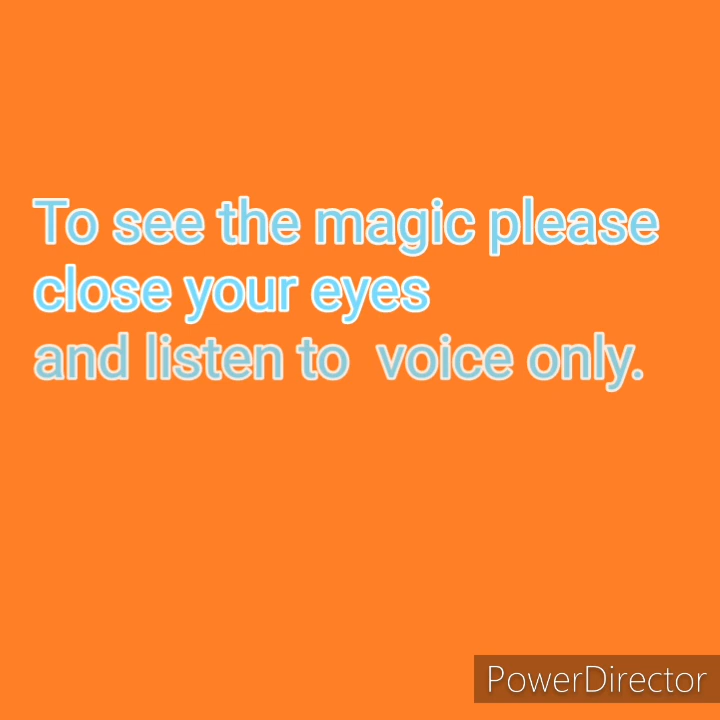 To see the magic please
close your eyes
and listen to  voice only.
PowerDirector